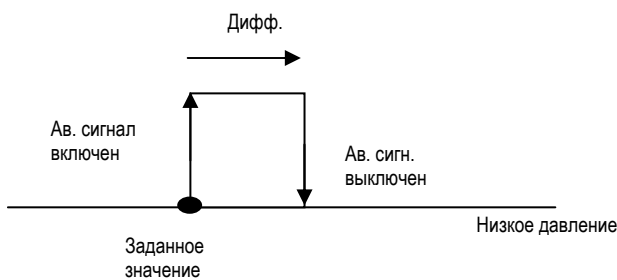 Дифф.
Ав. сигнал
включен
Ав. сигн.
выключен
Низкое давление
Заданное
значение